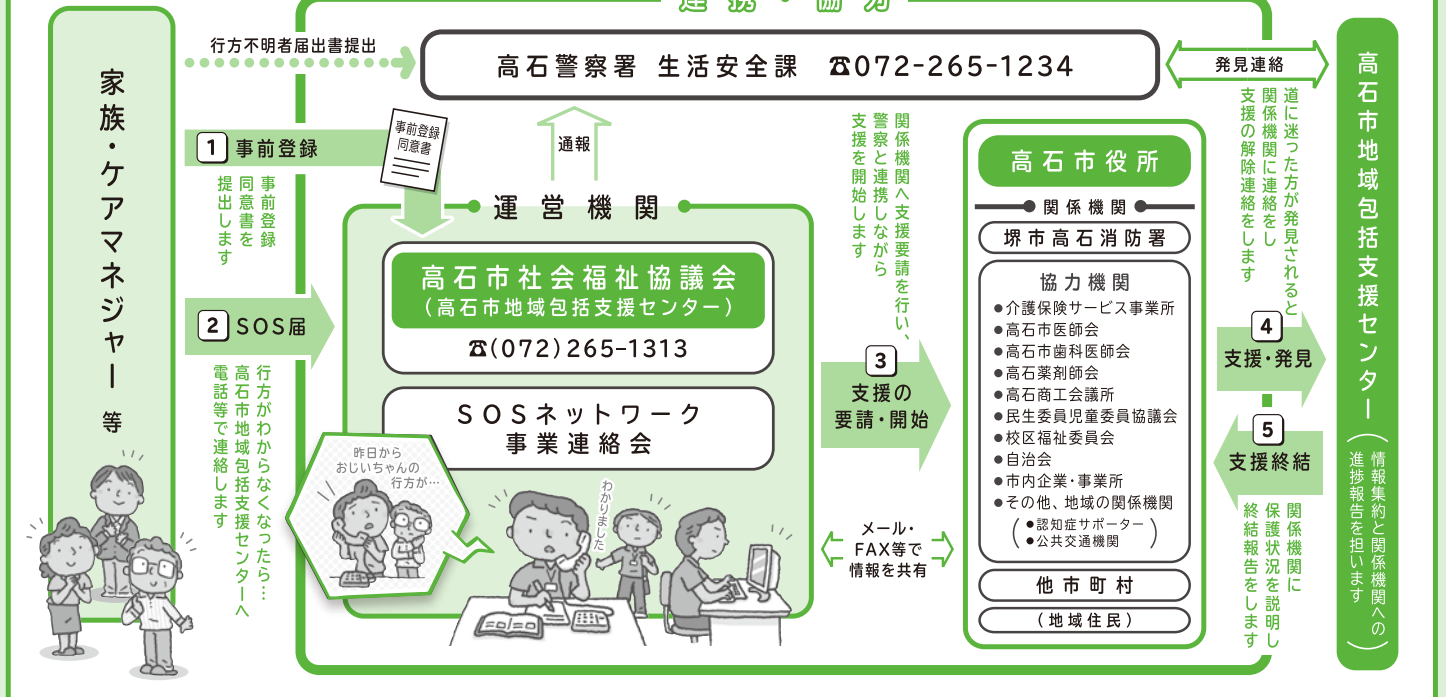 連携・協力
家族・ケアマネジャー 等
行方不明者届出書提出
高石警察署 生活安全課 ☎072-265-1234
発見連絡
1 事前登録
事前登録
同意書
事前登録
同意書を
提出します
通報
運営機関
高石市社会福祉協議会
(高石市地域包括支援センター)
☎(072)265-1313
SOSネットワーク
事業連絡会
2 SOS届
行方がわからなくなったら…
高石市地域包括支援センターへ
電話等で連絡します
昨日から
おじいちゃんの
行方が…
わかりました
関係機関へ支援要請を行い、
警察と連携しながら
支援を開始します
3
支援の
要請・開始
メール・
FAX等で
情報を共有
高石市役所
関係機関
堺市高石消防署
協力機関
●介護保険サービス事業所
●高石市医師会
●高石市歯科医師会
●高石薬剤師会
●高石商工会議所
●民生委員児童委員協議会
●校区福祉委員会
●自治会
●市内企業・事業所
●その他、地域の関係機関
(●認知症サポーター
●公共交通機関)
他市町村
(地域住民)
道に迷った方が発見されると
関係機関に連絡をし
支援の解除連絡をします
4
支援・発見
5
支援終結
関係機関に
保護状況を説明し
終結報告をします
高石市地域包括支援センター
(情報集約と関係機関への
進捗報告を担います)